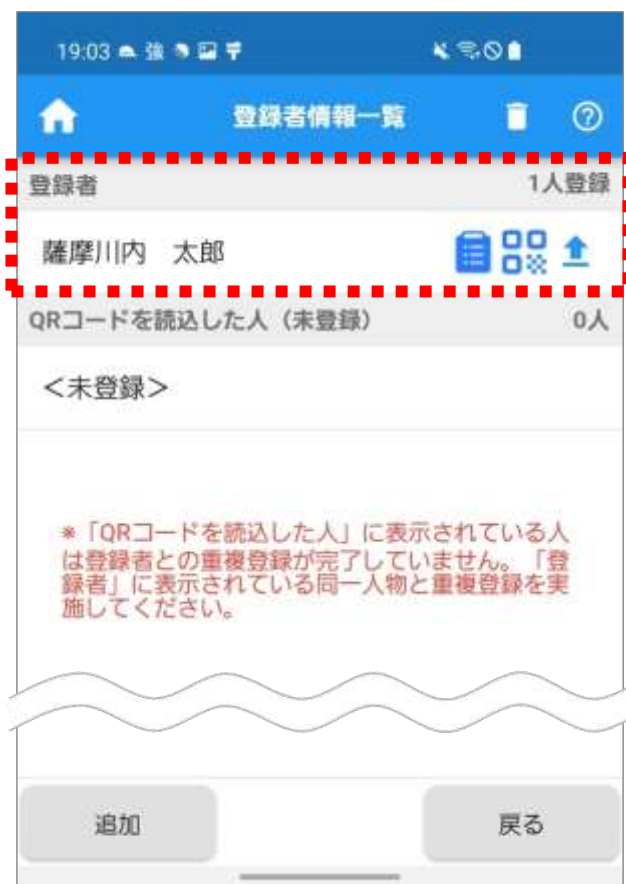 19:03 強
登録者情報一覧
登録者 1人登録
薩摩川内 太郎
QRコードを読込した人（未登録） 0人
＜未登録＞
*「QRコードを読込した人」に表示されている人
は登録者との重複登録が完了していません。「登
録者」に表示されている同一人物と重複登録を実
施してください。
追加 戻る